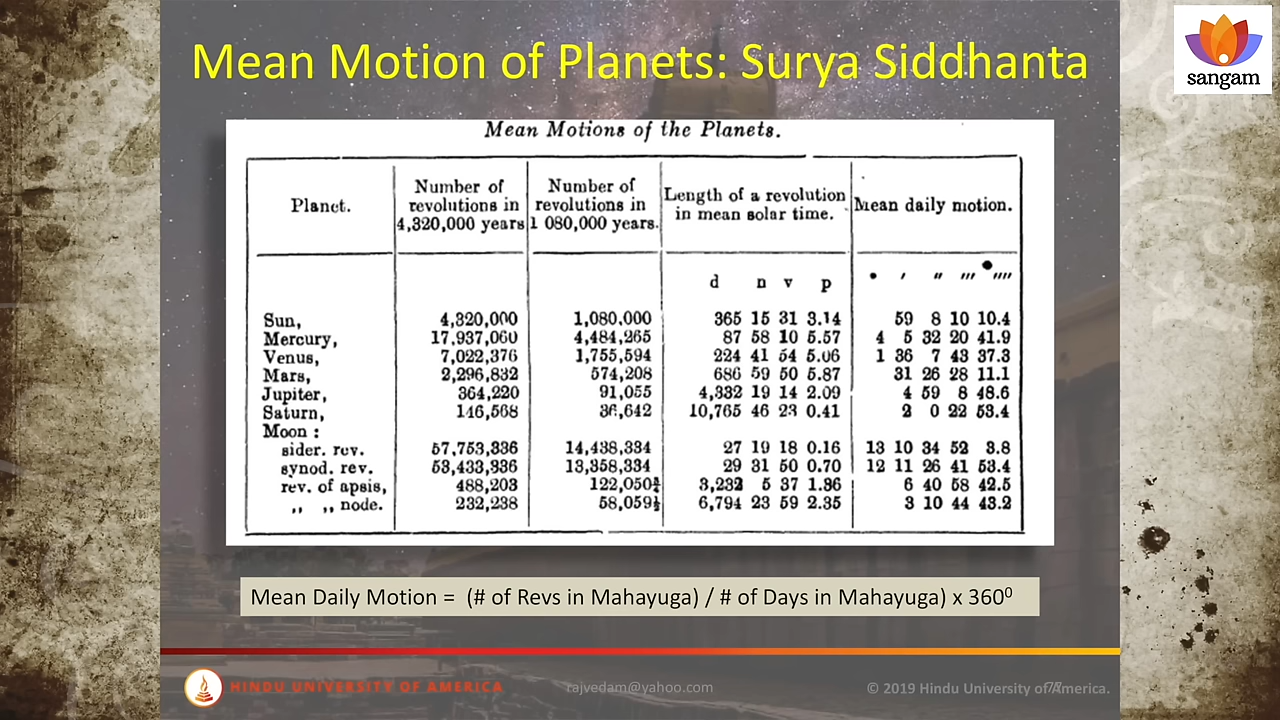 Mean Motion of Planets: Surya Siddhanta
sangam
Mean Motions of the Planets.
Planet. Number of revolutions in 4,320,000 years Number of revolutions in 1 080,000 years. Length of a revolution in mean solar time. Mean daily motion.
d n v p ° ′ ″ ‴ ⁗
Sun, 4,320,000 1,080,000 365 15 31 3.14 59 8 10 10.4
Mercury, 17,937,060 4,484,265 87 58 10 5.57 4 5 32 20 41.9
Venus, 7,022,376 1,755,594 224 41 54 5.06 1 36 7 43 37.3
Mars, 2,296,832 574,208 686 59 50 5.87 31 26 28 11.1
Jupiter, 364,220 91,055 4,332 19 14 2.09 4 59 8 48.6
Saturn, 146,568 36,642 10,765 46 23 0.41 2 0 22 53.4
Moon :
sider. rev. 57,753,336 14,438,334 27 19 18 0.16 13 10 34 52 3.8
synod. rev. 53,433,336 13,358,334 29 31 50 0.70 12 11 26 41 53.4
rev. of apsis, 488,203 122,050¾ 3,232 5 37 1.36 6 40 58 42.5
,, ,, node. 232,238 58,059½ 6,794 23 59 2.35 3 10 44 43.2
Mean Daily Motion = (# of Revs in Mahayuga) / # of Days in Mahayuga) x 360⁰
HINDU UNIVERSITY OF AMERICA
rajvedam@yahoo.com
© 2019 Hindu University of America.